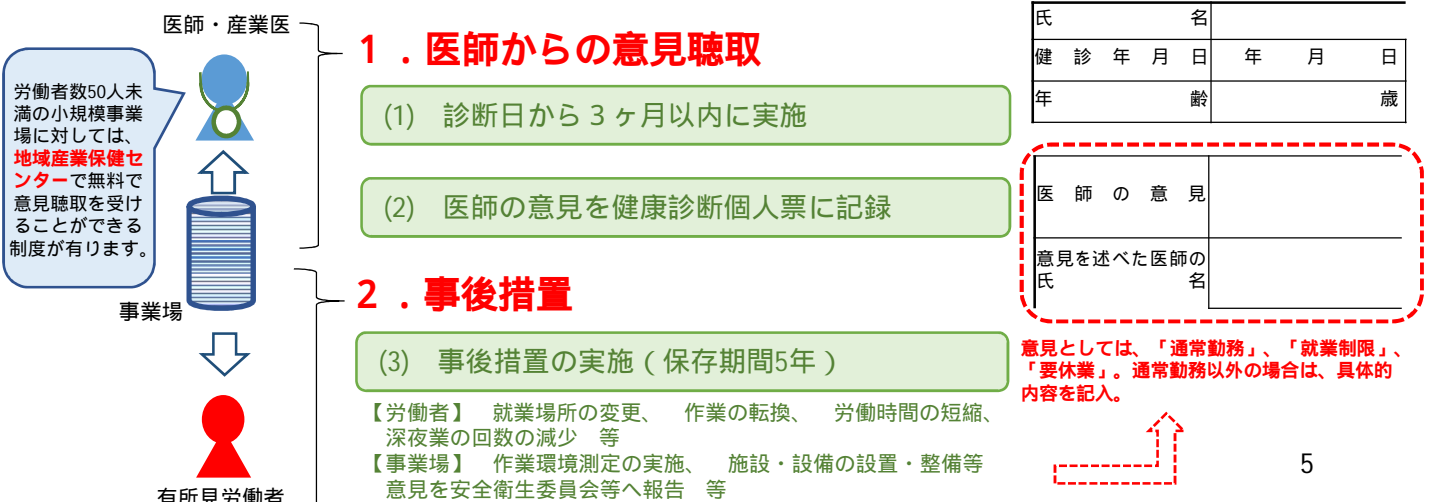 医師・産業医
労働者数50人未
満の小規模事業
場に対しては、
地域産業保健セ
ンターで無料で
意見聴取を受け
ることができる
制度が有ります。
事業場
有所見労働者
１．医師からの意見聴取
(1)　診断日から３ヶ月以内に実施
(2)　医師の意見を健康診断個人票に記録
２．事後措置
(3)　事後措置の実施（保存期間5年）
【労働者】　就業場所の変更、　作業の転換、　労働時間の短縮、
深夜業の回数の減少　等
【事業場】　作業環境測定の実施、　施設・設備の設置・整備等
意見を安全衛生委員会等へ報告　等
氏　名
健診年月日　年　月　日
年　齢　歳
医師の意見
意見を述べた医師の
氏　名
意見としては、「通常勤務」、「就業制限」、
「要休業」。通常勤務以外の場合は、具体的
内容を記入。
5